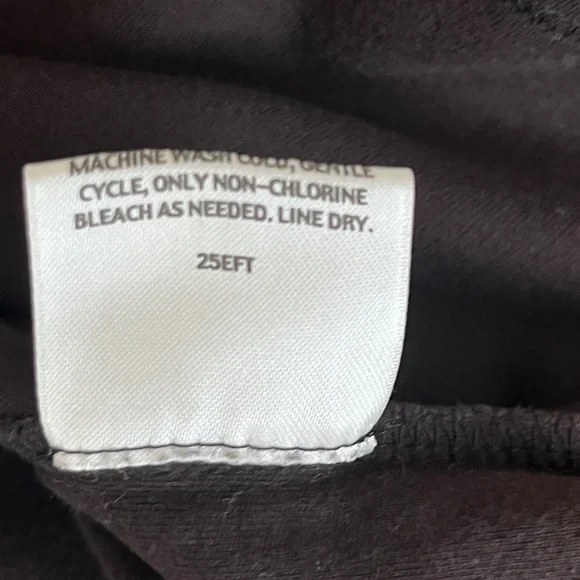 MACHINE WASH COLD, GENTLE
CYCLE, ONLY NON-CHLORINE
BLEACH AS NEEDED. LINE DRY.
25EFT